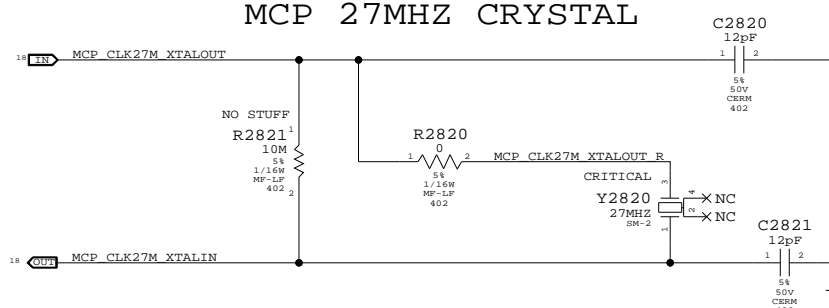 MCP 27MHZ CRYSTAL
C2820
12pF
18 IN MCP_CLK27M_XTALOUT
1 2
5%
50V
CERM
402
NO STUFF
R2821 1
10M
5%
1/16W
MF-LF
402
2
R2820
0
1 2
5%
1/16W
MF-LF
402
MCP_CLK27M_XTALOUT_R
CRITICAL
3
Y2820
27MHZ
SM-2
4 NC
2 NC
1
C2821
12pF
18 OUT MCP_CLK27M_XTALIN
1 2
5%
50V
CERM